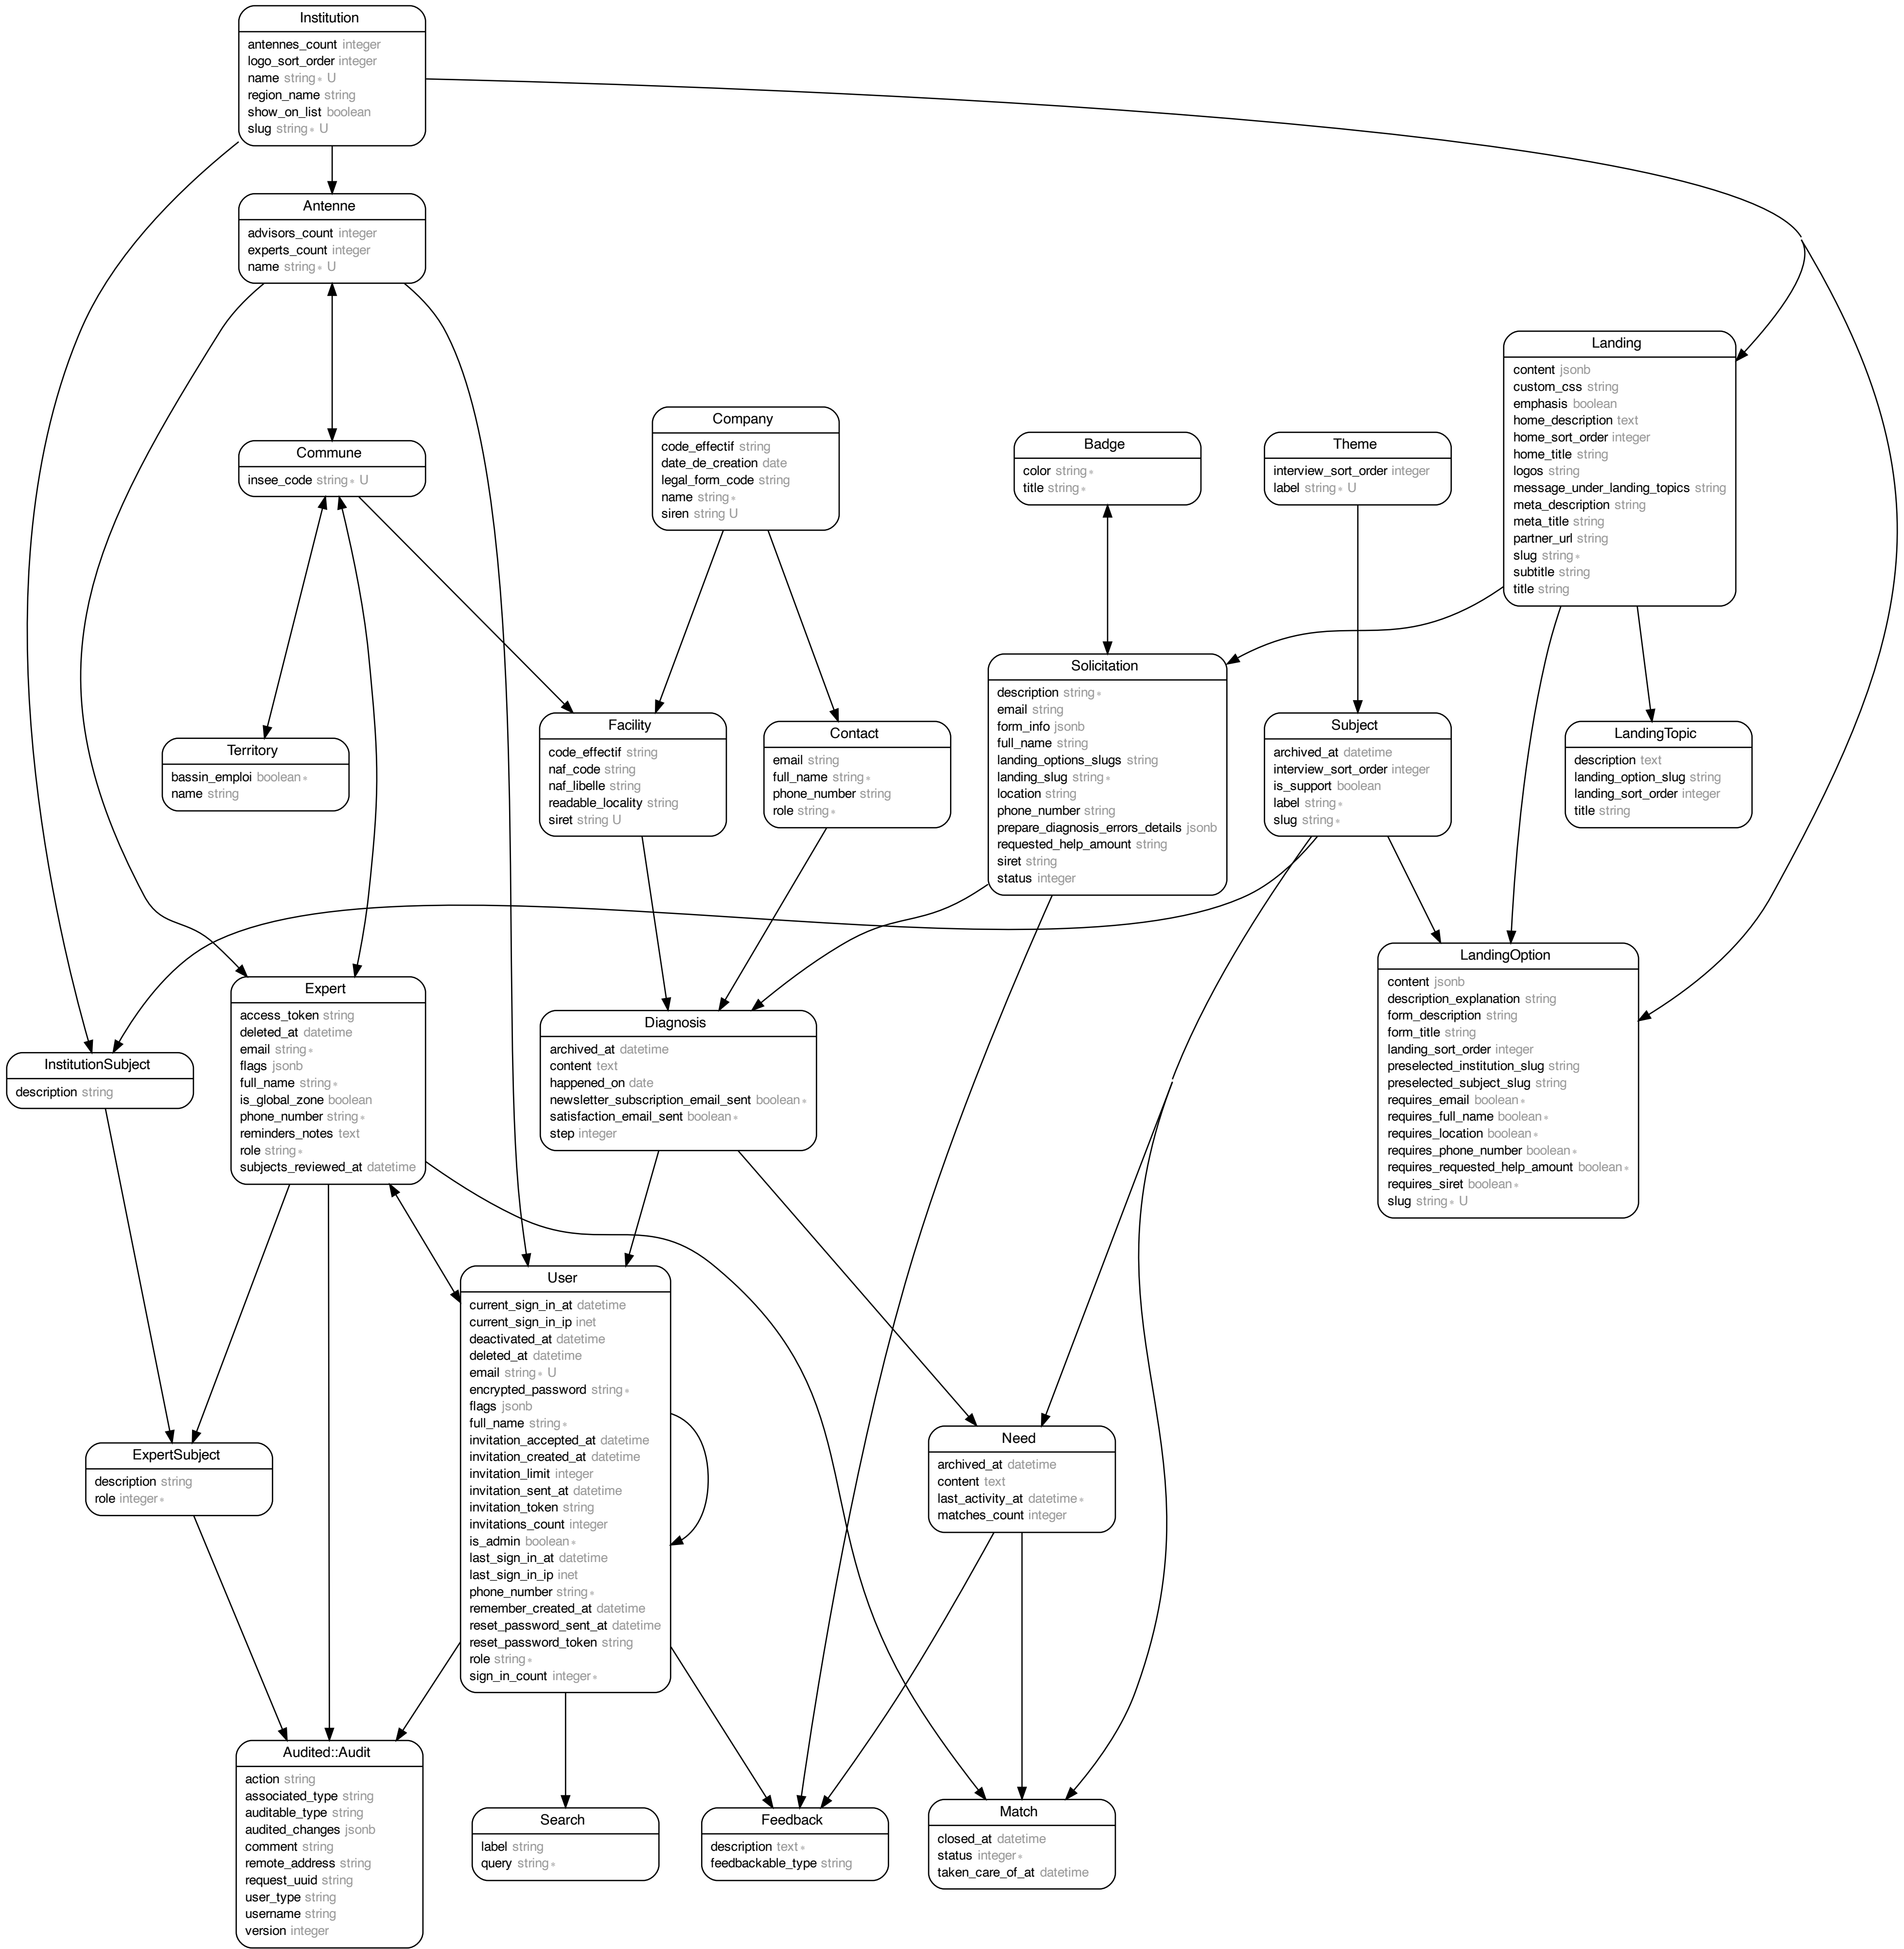 Institution
antennes_count integer
logo_sort_order integer
name string∗ U
region_name string
show_on_list boolean
slug string∗ U
Antenne
advisors_count integer
experts_count integer
name string∗ U
Landing
content jsonb
custom_css string
emphasis boolean
home_description text
home_sort_order integer
home_title string
logos string
message_under_landing_topics string
meta_description string
meta_title string
partner_url string
slug string∗
subtitle string
title string
Company
code_effectif string
date_de_creation date
legal_form_code string
name string∗
siren string U
Badge
color string∗
title string∗
Theme
interview_sort_order integer
label string∗ U
Commune
insee_code string∗ U
Solicitation
description string∗
email string
form_info jsonb
full_name string
landing_options_slugs string
landing_slug string∗
location string
phone_number string
prepare_diagnosis_errors_details jsonb
requested_help_amount string
siret string
status integer
Territory
bassin_emploi boolean∗
name string
Facility
code_effectif string
naf_code string
naf_libelle string
readable_locality string
siret string U
Contact
email string
full_name string∗
phone_number string
role string∗
Subject
archived_at datetime
interview_sort_order integer
is_support boolean
label string∗
slug string∗
LandingTopic
description text
landing_option_slug string
landing_sort_order integer
title string
LandingOption
content jsonb
description_explanation string
form_description string
form_title string
landing_sort_order integer
preselected_institution_slug string
preselected_subject_slug string
requires_email boolean∗
requires_full_name boolean∗
requires_location boolean∗
requires_phone_number boolean∗
requires_requested_help_amount boolean∗
requires_siret boolean∗
slug string∗ U
Expert
access_token string
deleted_at datetime
email string∗
flags jsonb
full_name string∗
is_global_zone boolean
phone_number string∗
reminders_notes text
role string∗
subjects_reviewed_at datetime
Diagnosis
archived_at datetime
content text
happened_on date
newsletter_subscription_email_sent boolean∗
satisfaction_email_sent boolean∗
step integer
InstitutionSubject
description string
User
current_sign_in_at datetime
current_sign_in_ip inet
deactivated_at datetime
deleted_at datetime
email string∗ U
encrypted_password string∗
flags jsonb
full_name string∗
invitation_accepted_at datetime
invitation_created_at datetime
invitation_limit integer
invitation_sent_at datetime
invitation_token string
invitations_count integer
is_admin boolean∗
last_sign_in_at datetime
last_sign_in_ip inet
phone_number string∗
remember_created_at datetime
reset_password_sent_at datetime
reset_password_token string
role string∗
sign_in_count integer∗
ExpertSubject
description string
role integer∗
Need
archived_at datetime
content text
last_activity_at datetime∗
matches_count integer
Audited::Audit
action string
associated_type string
auditable_type string
audited_changes jsonb
comment string
remote_address string
request_uuid string
user_type string
username string
version integer
Search
label string
query string∗
Feedback
description text∗
feedbackable_type string
Match
closed_at datetime
status integer∗
taken_care_of_at datetime